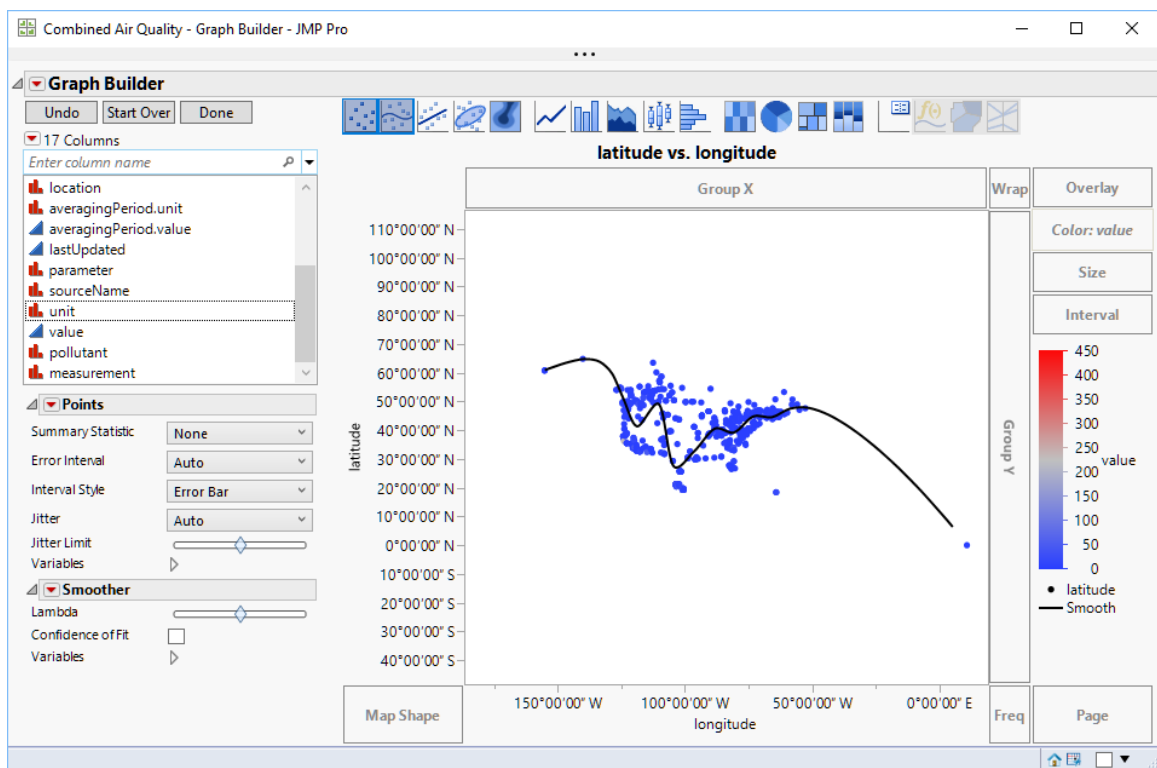 Combined Air Quality - Graph Builder - JMP Pro
Graph Builder
Undo Start Over Done
17 Columns
Enter column name
location
averagingPeriod.unit
averagingPeriod.value
lastUpdated
parameter
sourceName
unit
value
pollutant
measurement
Points
Summary Statistic None
Error Interval Auto
Interval Style Error Bar
Jitter Auto
Jitter Limit
Variables
Smoother
Lambda
Confidence of Fit
Variables
latitude vs. longitude
Group X
Wrap
Overlay
Color: value
Size
Interval
110°00'00" N
100°00'00" N
90°00'00" N
80°00'00" N
70°00'00" N
60°00'00" N
50°00'00" N
40°00'00" N
30°00'00" N
20°00'00" N
10°00'00" N
0°00'00" N
10°00'00" S
20°00'00" S
30°00'00" S
40°00'00" S
latitude
Group Y
450
400
350
300
250
200
150
100
50
0
value
latitude
Smooth
150°00'00" W 100°00'00" W 50°00'00" W 0°00'00" E
longitude
Map Shape
Freq
Page